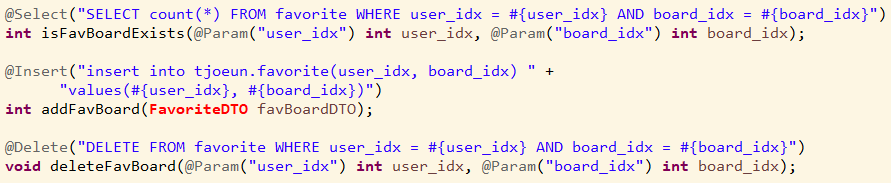 @Select("SELECT count(*) FROM favorite WHERE user_idx = #{user_idx} AND board_idx = #{board_idx}")
int isFavBoardExists(@Param("user_idx") int user_idx, @Param("board_idx") int board_idx);
@Insert("insert into tjoeun.favorite(user_idx, board_idx) " +
"values(#{user_idx}, #{board_idx})")
int addFavBoard(FavoriteDTO favBoardDTO);
@Delete("DELETE FROM favorite WHERE user_idx = #{user_idx} AND board_idx = #{board_idx}")
void deleteFavBoard(@Param("user_idx") int user_idx, @Param("board_idx") int board_idx);